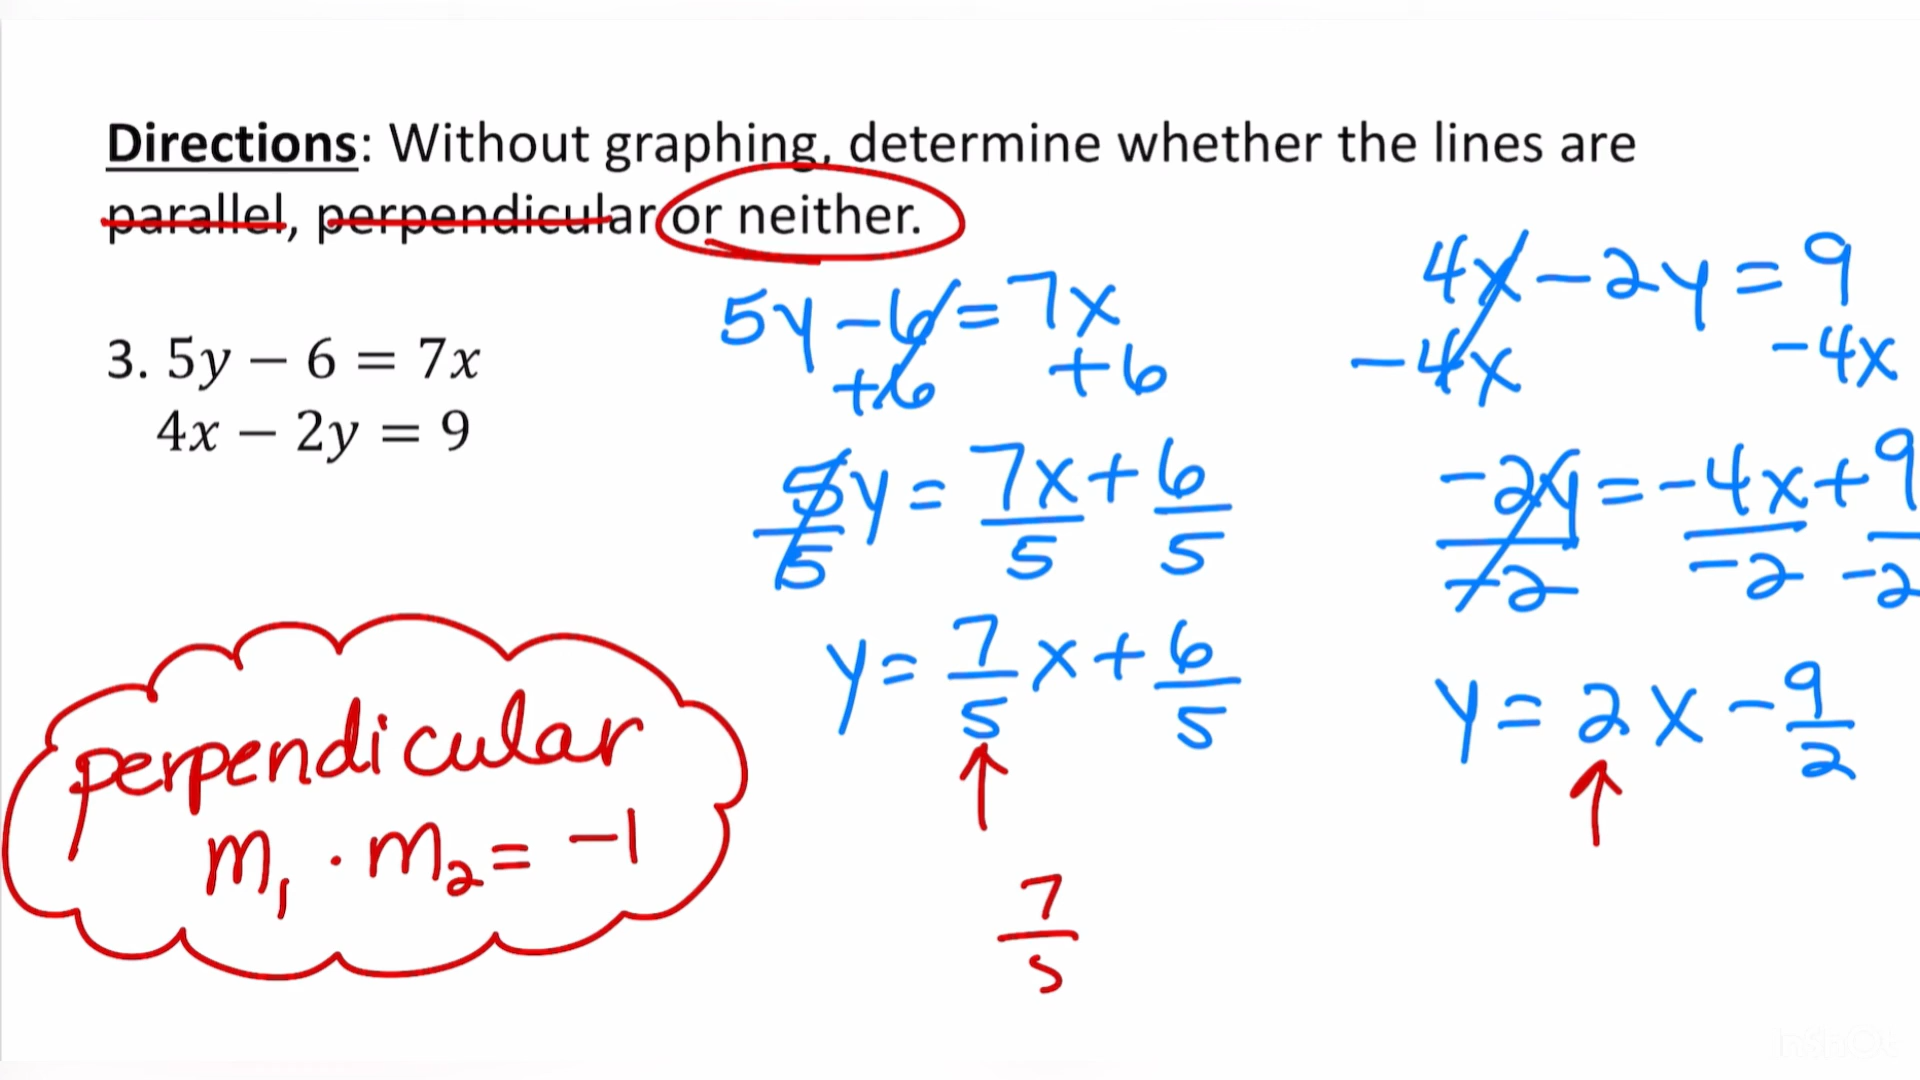 Directions: Without graphing, determine whether the lines are
parallel, perpendicular or neither.
3. 5y − 6 = 7x
4x − 2y = 9
5y − 6 = 7x
+6 +6
5y = 7x + 6
5 5 5
y = 7/5 x + 6/5
4x − 2y = 9
−4x −4x
−2y = −4x + 9
−2 −2 −2
y = 2x − 9/2
perpendicular
m₁ · m₂ = −1
7
5